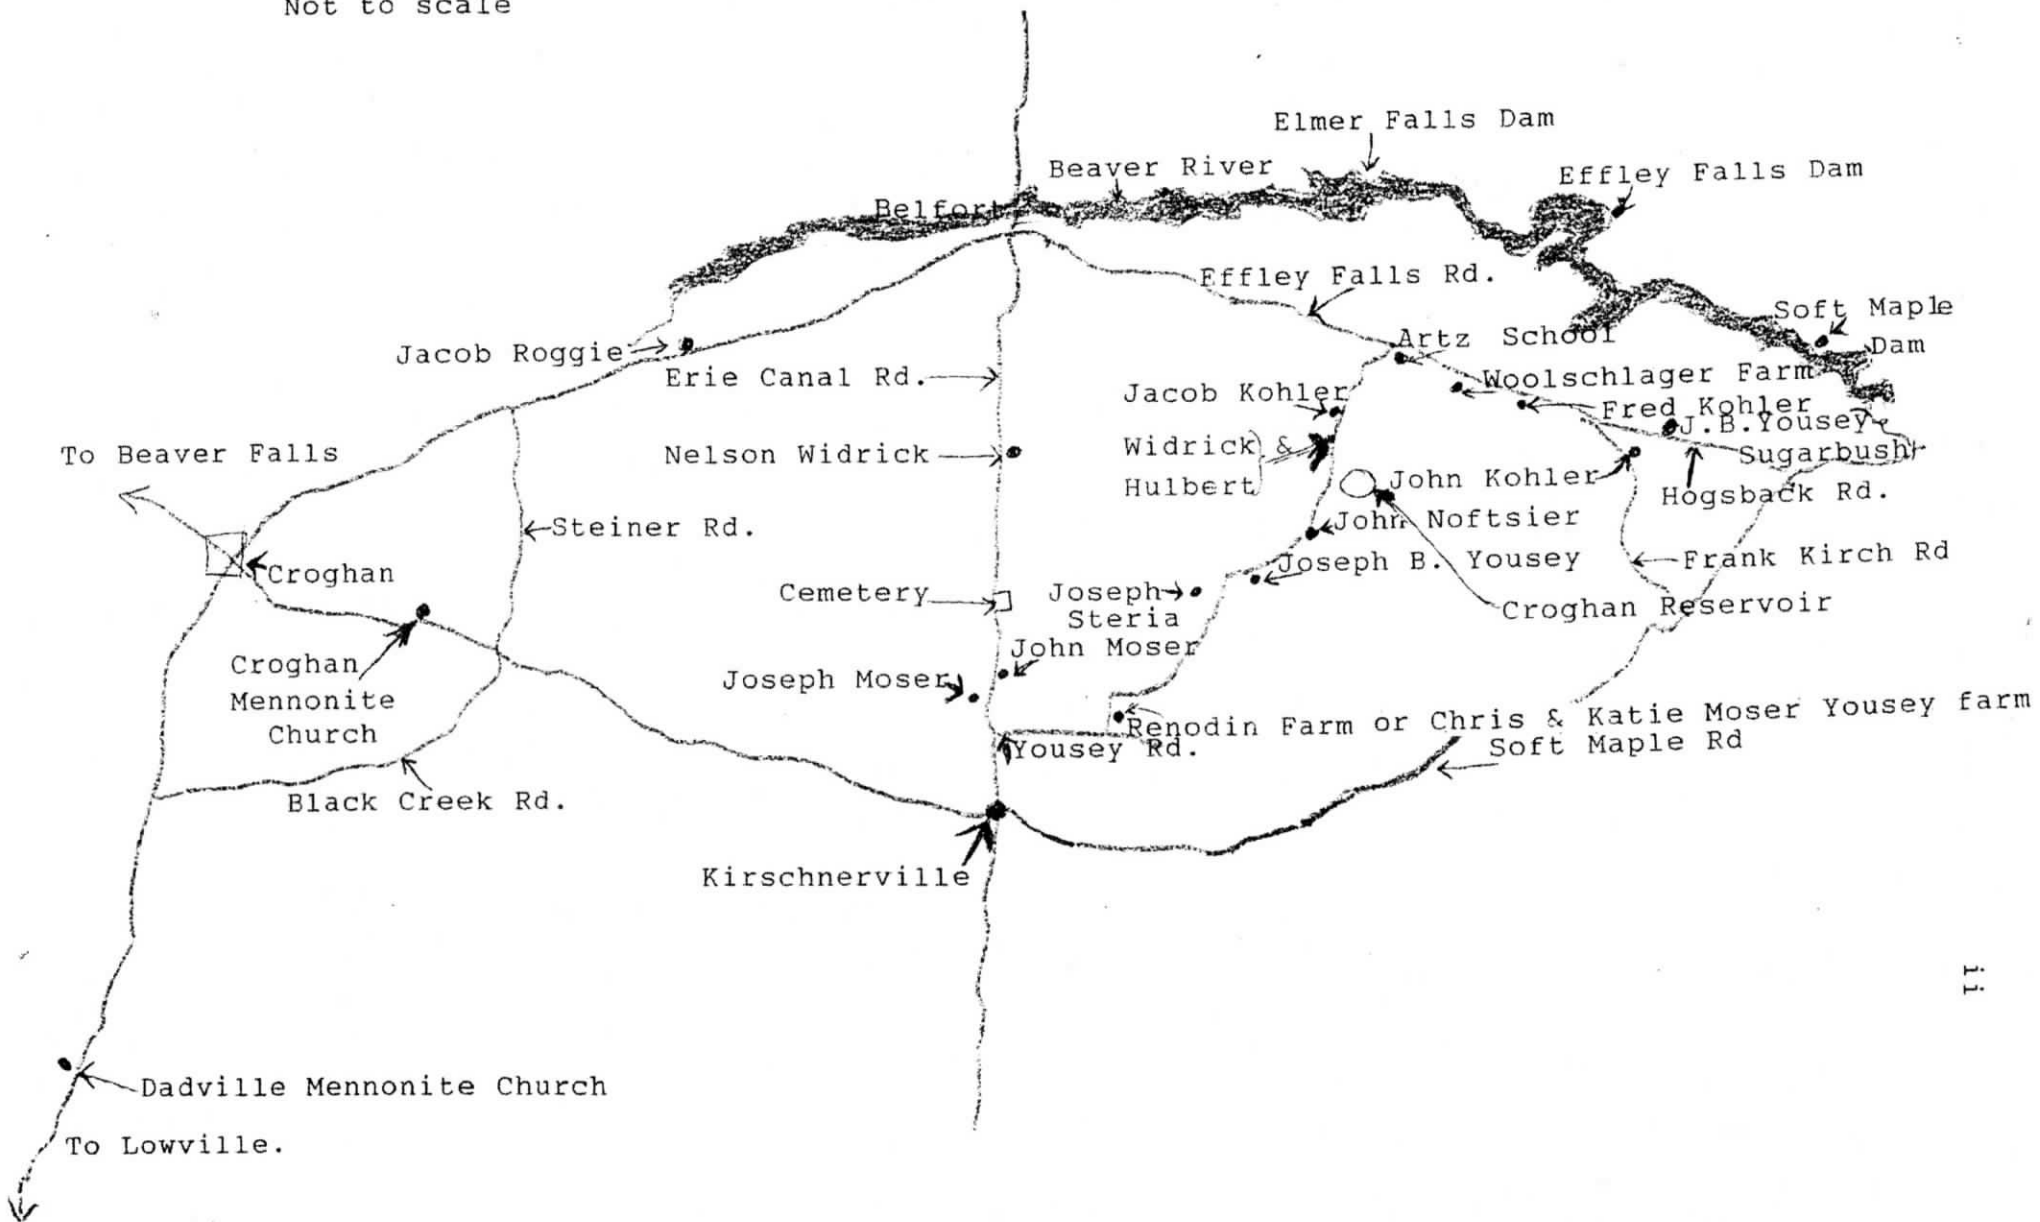 Not to scale
Elmer Falls Dam
Beaver River
Effley Falls Dam
Belfort
Effley Falls Rd.
Soft Maple
Dam
Artz School
Jacob Roggie
Erie Canal Rd.
Woolschlager Farm
Jacob Kohler
Fred Kohler
J.B.Yousey
Sugarbush
To Beaver Falls
Nelson Widrick
Widrick &
Hulbert
John Kohler
Hogsback Rd.
Steiner Rd.
John Noftsier
Croghan
Joseph B. Yousey
Frank Kirch Rd
Cemetery
Joseph
Steria
Croghan Reservoir
John Moser
Croghan
Mennonite
Church
Joseph Moser
Renodin Farm or Chris & Katie Moser Yousey farm
Yousey Rd.
Soft Maple Rd
Black Creek Rd.
Kirschnerville
ii
Dadville Mennonite Church
To Lowville.